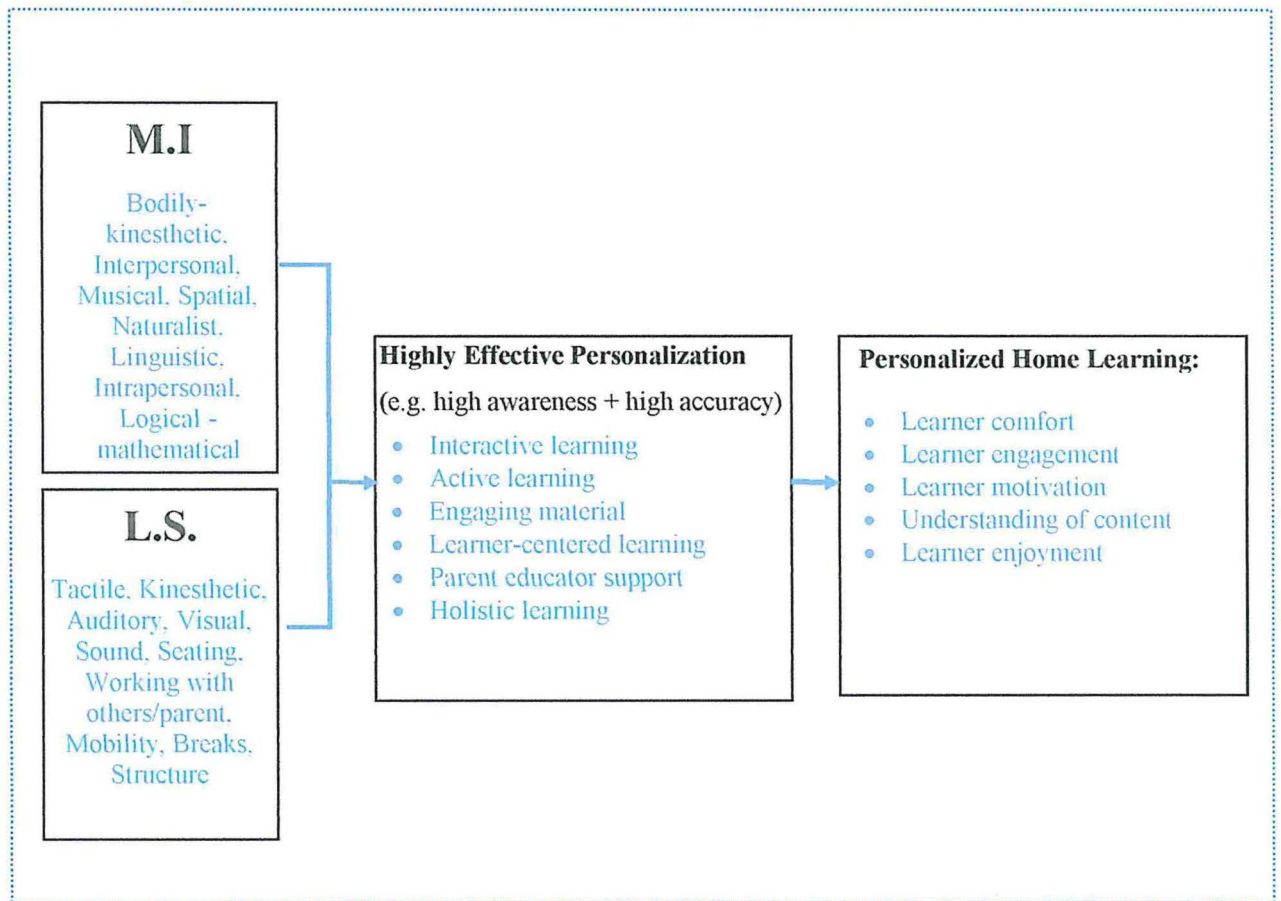 M.I
Bodily-
kinesthetic,
Interpersonal,
Musical, Spatial,
Naturalist,
Linguistic,
Intrapersonal,
Logical -
mathematical
L.S.
Tactile, Kinesthetic,
Auditory, Visual,
Sound, Seating,
Working with
others/parent,
Mobility, Breaks,
Structure
Highly Effective Personalization
(e.g. high awareness + high accuracy)
• Interactive learning
• Active learning
• Engaging material
• Learner-centered learning
• Parent educator support
• Holistic learning
Personalized Home Learning:
• Learner comfort
• Learner engagement
• Learner motivation
• Understanding of content
• Learner enjoyment